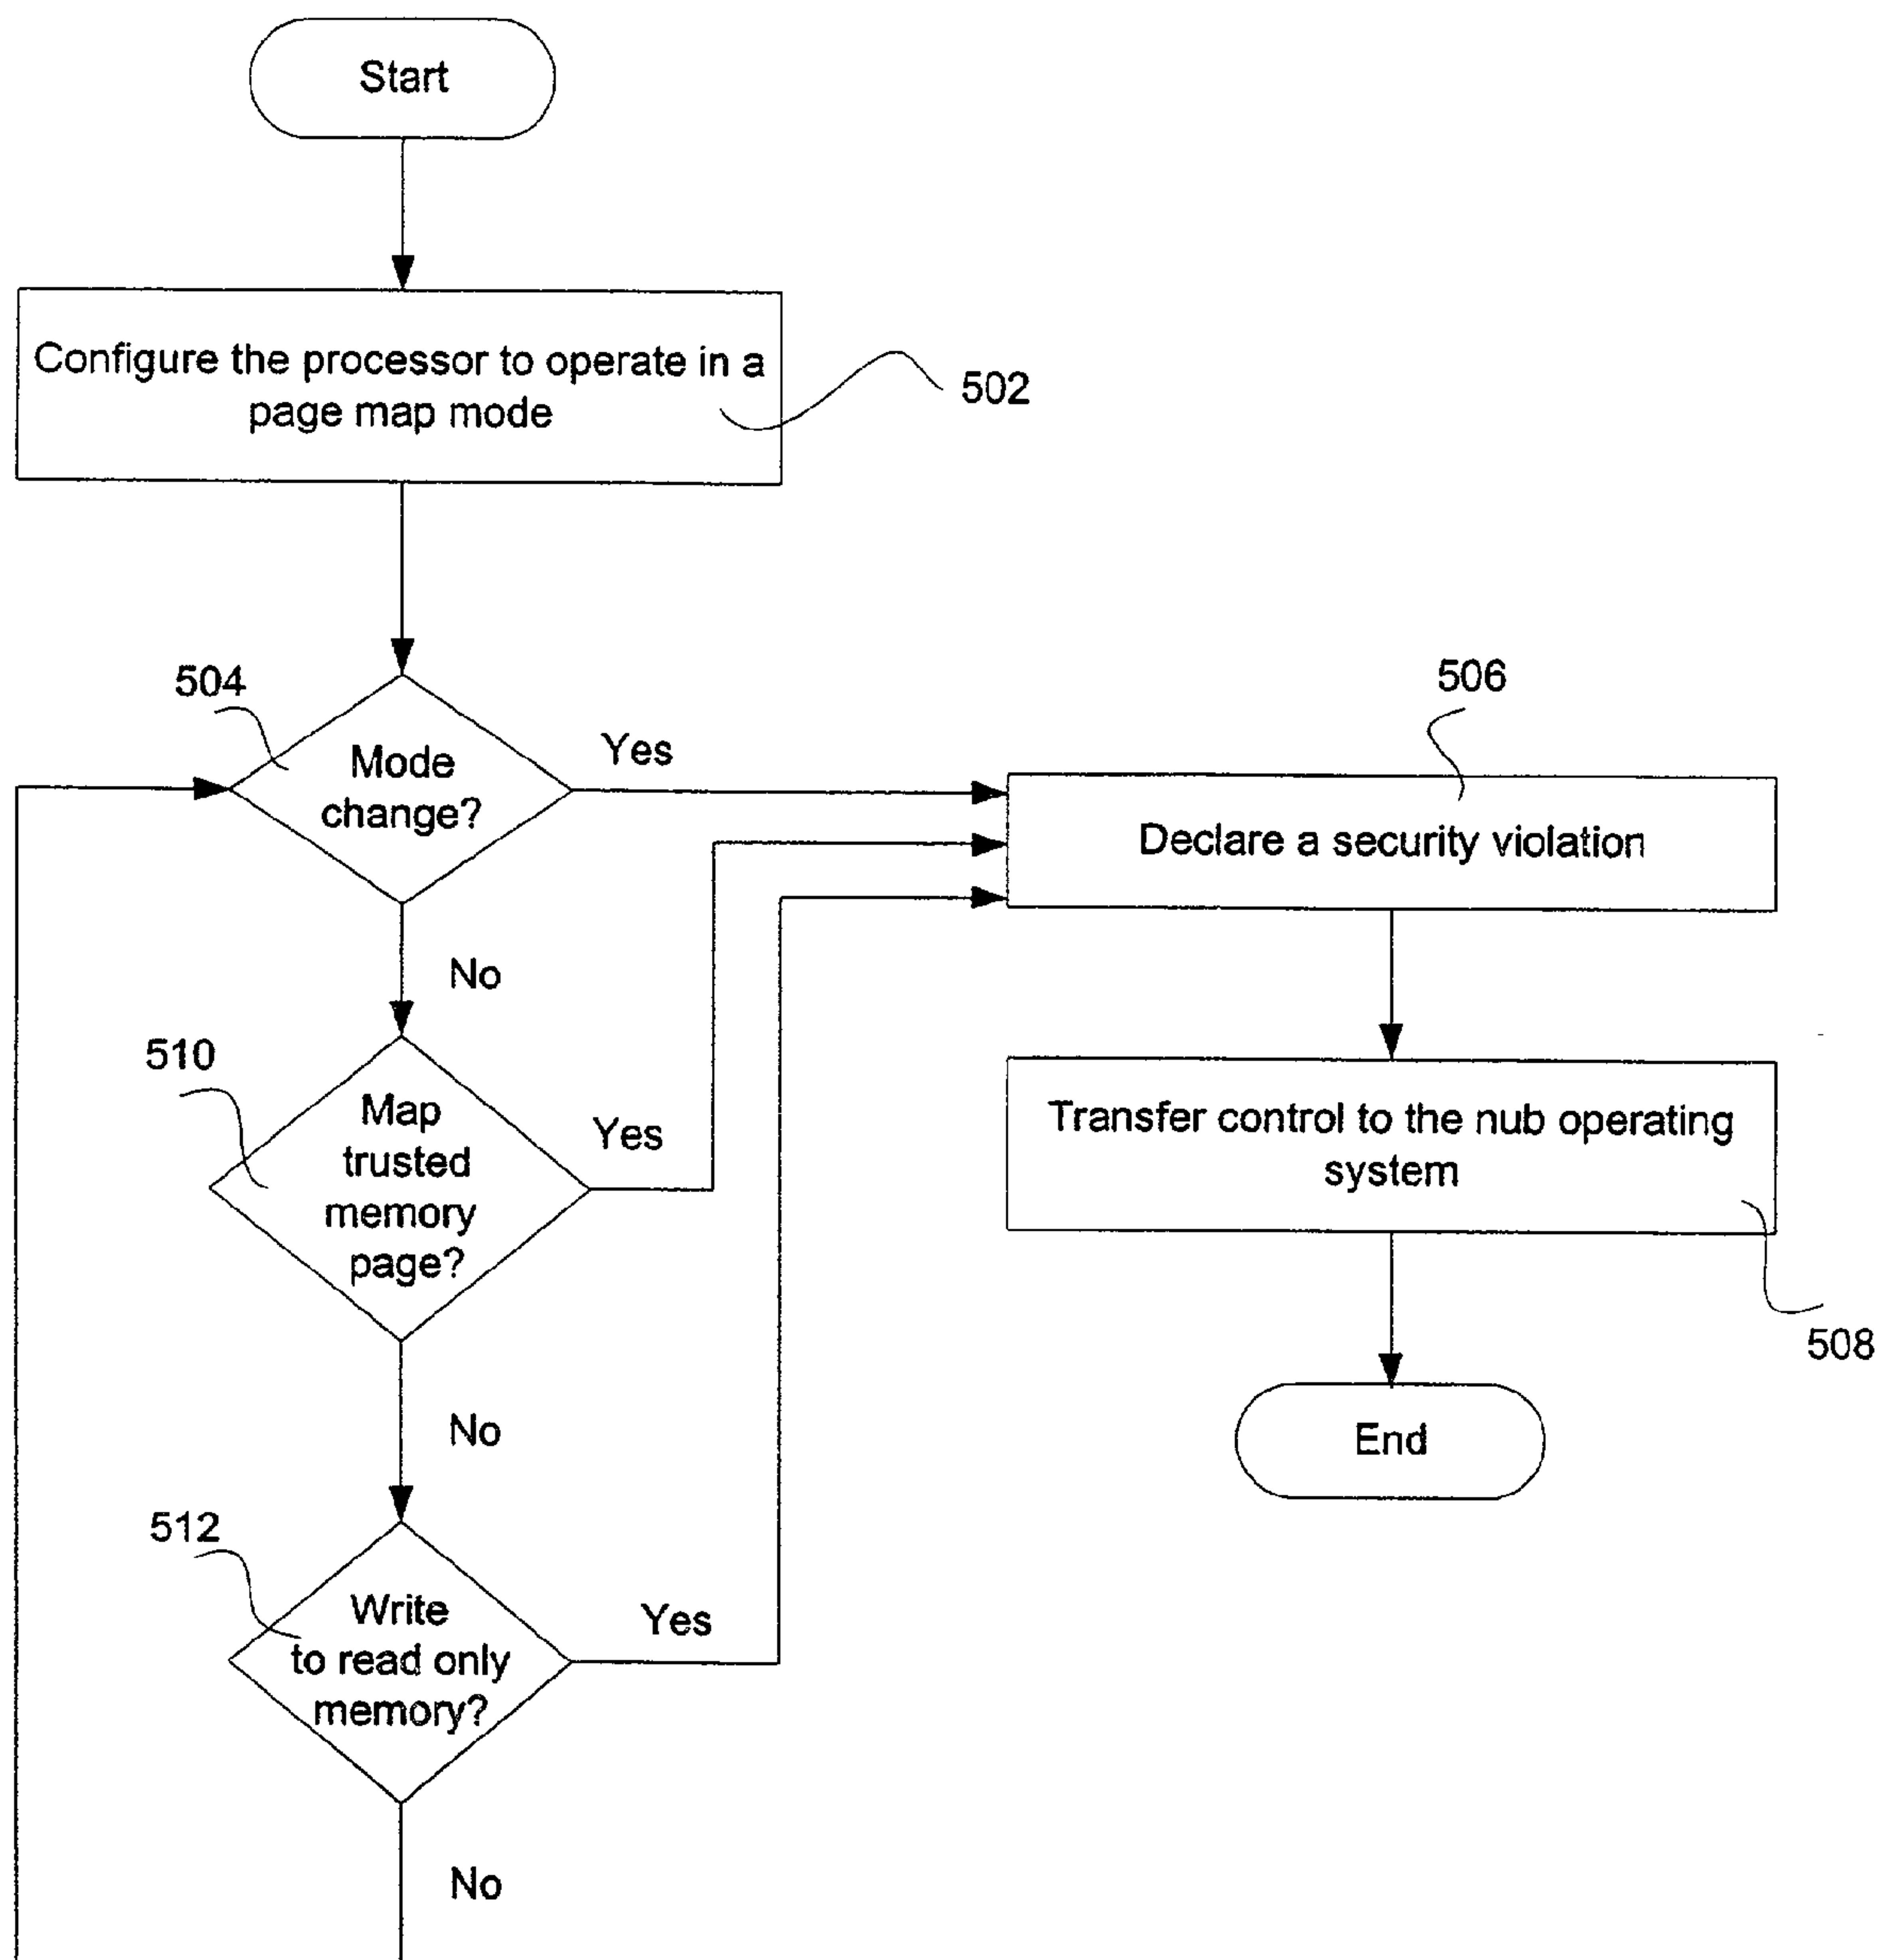 Start
Configure the processor to operate in a
page map mode
502
504
Mode
change?
Yes
506
Declare a security violation
No
510
Map
trusted
memory
page?
Yes
Transfer control to the nub operating
system
508
No
End
512
Write
to read only
memory?
Yes
No